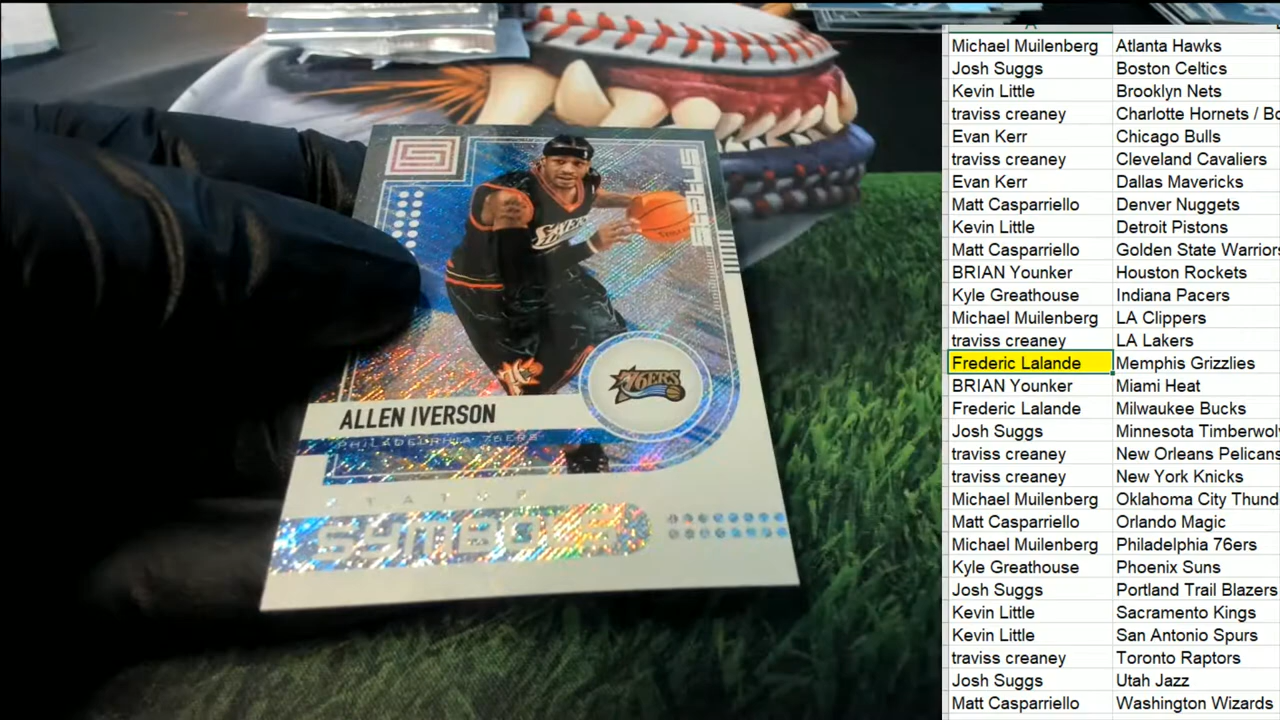 STATUS
SIXERS
76ERS
ALLEN IVERSON
PHILADELPHIA 76ERS
STATUS
SYMBOLS
A
Michael Muilenberg Atlanta Hawks
Josh Suggs Boston Celtics
Kevin Little Brooklyn Nets
traviss creaney Charlotte Hornets / Bo
Evan Kerr Chicago Bulls
traviss creaney Cleveland Cavaliers
Evan Kerr Dallas Mavericks
Matt Casparriello Denver Nuggets
Kevin Little Detroit Pistons
Matt Casparriello Golden State Warriors
BRIAN Younker Houston Rockets
Kyle Greathouse Indiana Pacers
Michael Muilenberg LA Clippers
traviss creaney LA Lakers
Frederic Lalande Memphis Grizzlies
BRIAN Younker Miami Heat
Frederic Lalande Milwaukee Bucks
Josh Suggs Minnesota Timberwolv
traviss creaney New Orleans Pelicans
traviss creaney New York Knicks
Michael Muilenberg Oklahoma City Thund
Matt Casparriello Orlando Magic
Michael Muilenberg Philadelphia 76ers
Kyle Greathouse Phoenix Suns
Josh Suggs Portland Trail Blazers
Kevin Little Sacramento Kings
Kevin Little San Antonio Spurs
traviss creaney Toronto Raptors
Josh Suggs Utah Jazz
Matt Casparriello Washington Wizards